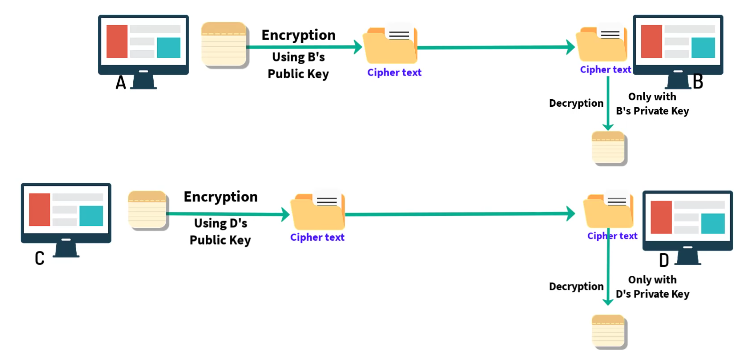 Encryption
Using B's
Public Key
Cipher text
Cipher text
A
B
Decryption
Only with
B's Private Key
Encryption
Using D's
Public Key
Cipher text
Cipher text
C
D
Decryption
Only with
D's Private Key